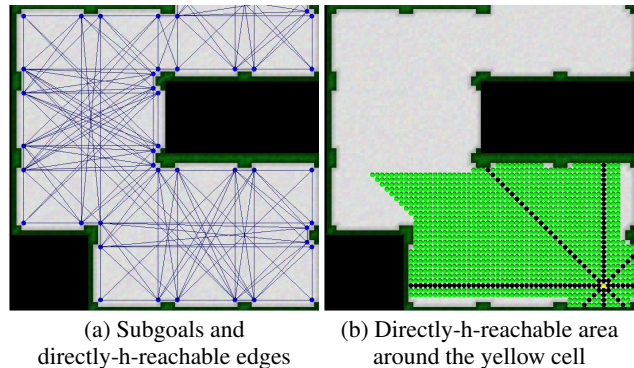 (a) Subgoals and
directly-h-reachable edges
(b) Directly-h-reachable area
around the yellow cell